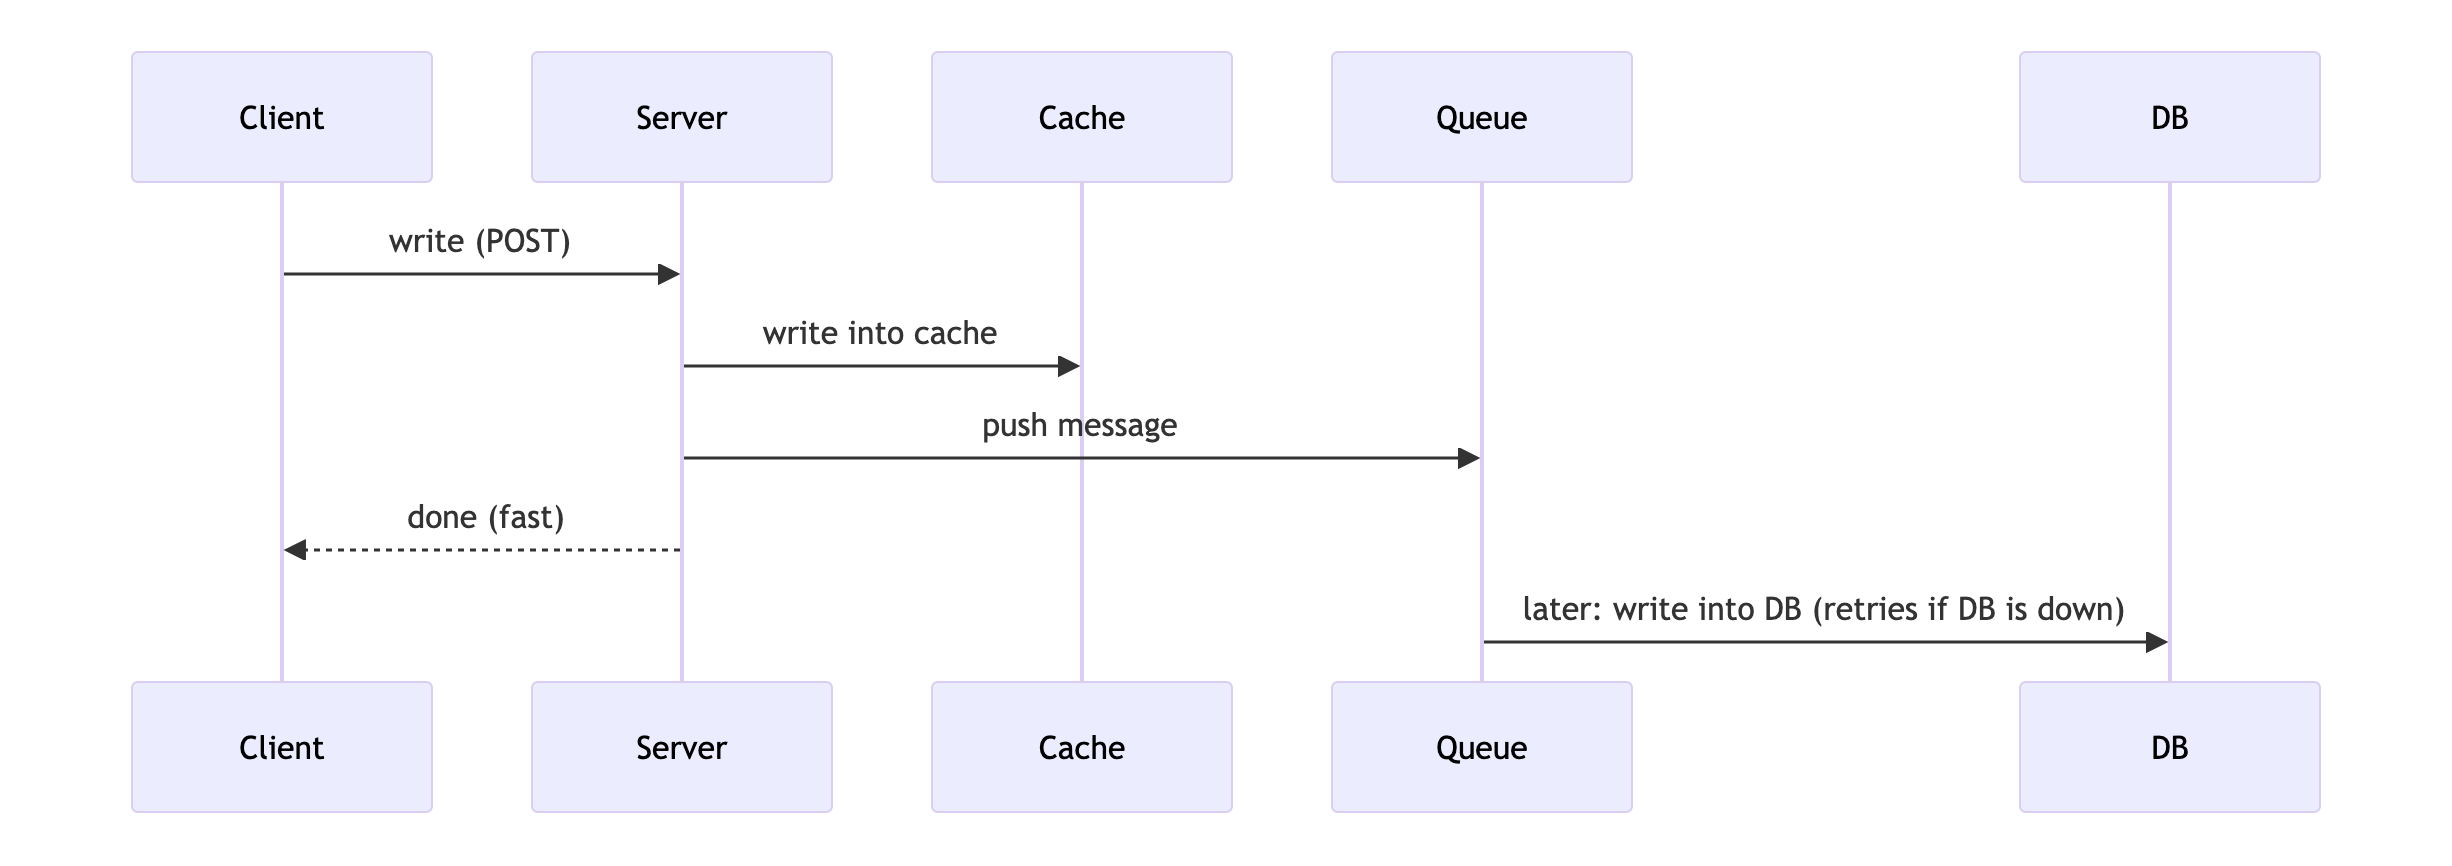 Client
Server
Cache
Queue
DB
write (POST)
write into cache
push message
done (fast)
later: write into DB (retries if DB is down)
Client
Server
Cache
Queue
DB